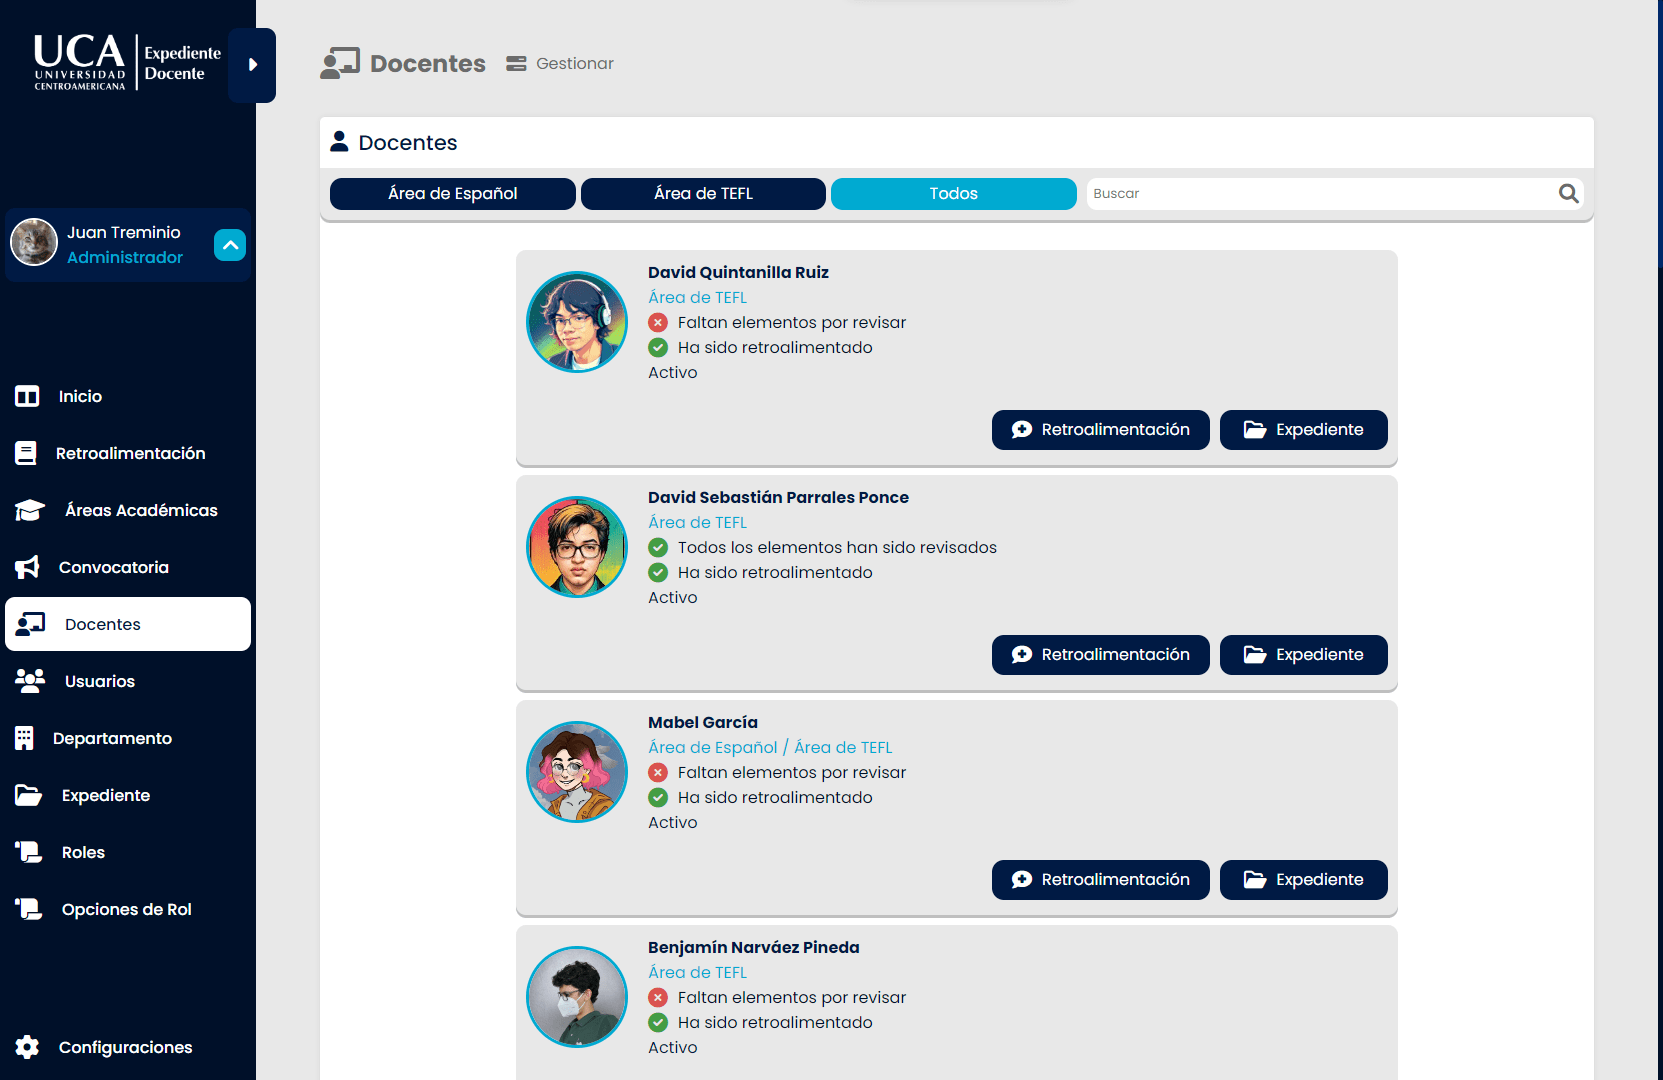 UCA
UNIVERSIDAD
CENTROAMERICANA
Expediente
Docente
Juan Treminio
Administrador
Inicio
Retroalimentación
Áreas Académicas
Convocatoria
Docentes
Usuarios
Departamento
Expediente
Roles
Opciones de Rol
Configuraciones
Docentes
Gestionar
Docentes
Área de Español
Área de TEFL
Todos
Buscar
David Quintanilla Ruiz
Área de TEFL
Faltan elementos por revisar
Ha sido retroalimentado
Activo
Retroalimentación
Expediente
David Sebastián Parrales Ponce
Área de TEFL
Todos los elementos han sido revisados
Ha sido retroalimentado
Activo
Retroalimentación
Expediente
Mabel García
Área de Español / Área de TEFL
Faltan elementos por revisar
Ha sido retroalimentado
Activo
Retroalimentación
Expediente
Benjamín Narváez Pineda
Área de TEFL
Faltan elementos por revisar
Ha sido retroalimentado
Activo